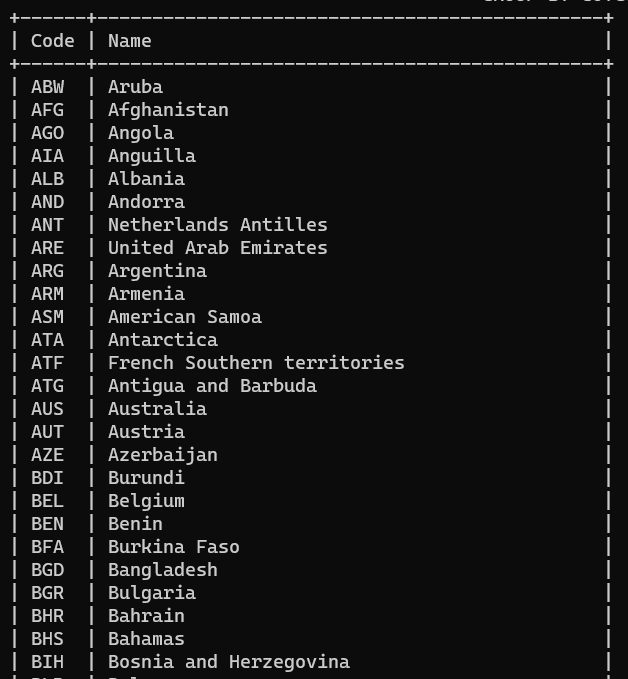 +------+----------------------------------------------+
| Code | Name                                         |
+------+----------------------------------------------+
| ABW  | Aruba                                        |
| AFG  | Afghanistan                                  |
| AGO  | Angola                                       |
| AIA  | Anguilla                                     |
| ALB  | Albania                                      |
| AND  | Andorra                                      |
| ANT  | Netherlands Antilles                         |
| ARE  | United Arab Emirates                         |
| ARG  | Argentina                                    |
| ARM  | Armenia                                      |
| ASM  | American Samoa                               |
| ATA  | Antarctica                                   |
| ATF  | French Southern territories                  |
| ATG  | Antigua and Barbuda                          |
| AUS  | Australia                                    |
| AUT  | Austria                                      |
| AZE  | Azerbaijan                                   |
| BDI  | Burundi                                      |
| BEL  | Belgium                                      |
| BEN  | Benin                                        |
| BFA  | Burkina Faso                                 |
| BGD  | Bangladesh                                   |
| BGR  | Bulgaria                                     |
| BHR  | Bahrain                                      |
| BHS  | Bahamas                                      |
| BIH  | Bosnia and Herzegovina                       |